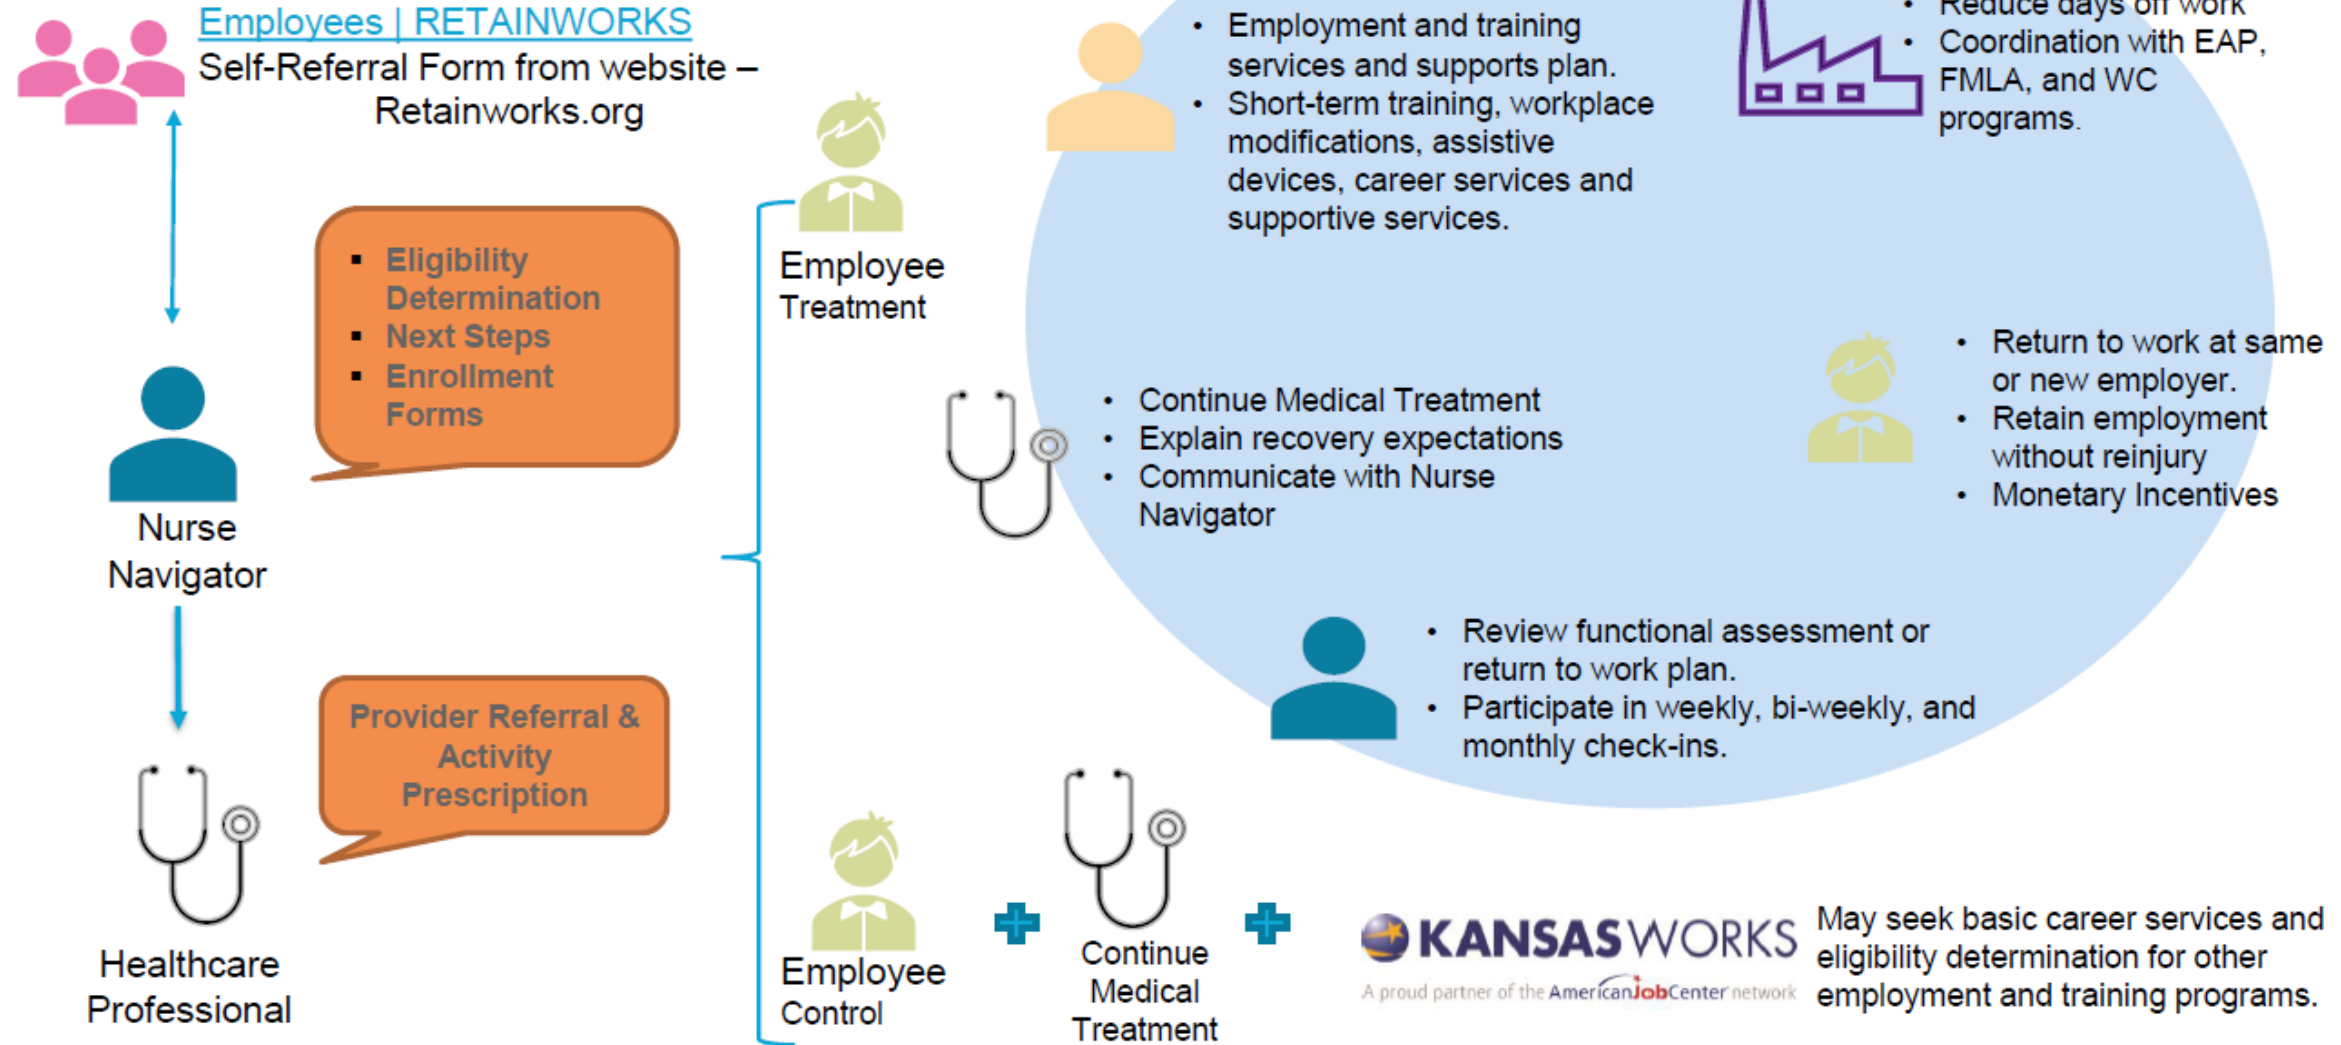 Employees | RETAINWORKS
Self-Referral Form from website –
Retainworks.org
• Employment and training
services and supports plan.
• Short-term training, workplace
modifications, assistive
devices, career services and
supportive services.
• Reduce days off work
• Coordination with EAP,
FMLA, and WC
programs.
▪ Eligibility
Determination
▪ Next Steps
▪ Enrollment
Forms
Employee
Treatment
• Return to work at same
or new employer.
• Retain employment
without reinjury
• Monetary Incentives
• Continue Medical Treatment
• Explain recovery expectations
• Communicate with Nurse
Navigator
Nurse
Navigator
• Review functional assessment or
return to work plan.
• Participate in weekly, bi-weekly, and
monthly check-ins.
Provider Referral &
Activity
Prescription
Healthcare
Professional
Employee
Control
Continue
Medical
Treatment
KANSASWORKS
A proud partner of the AmericanJobCenter network
May seek basic career services and
eligibility determination for other
employment and training programs.